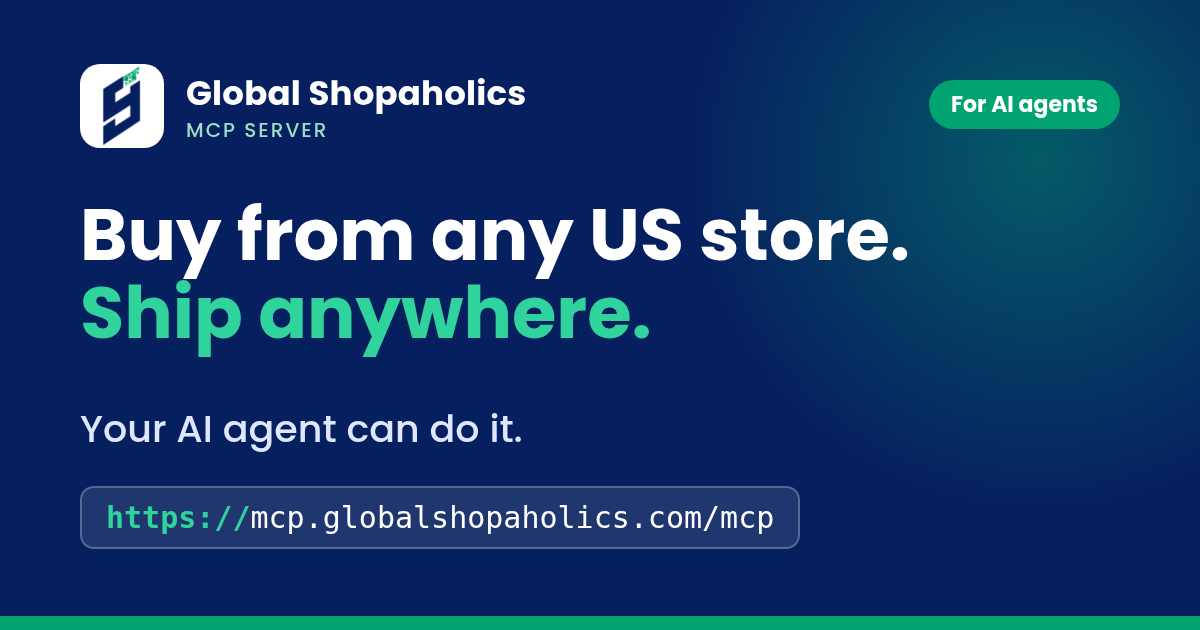 Global Shopaholics
MCP SERVER
For AI agents
Buy from any US store.
Ship anywhere.
Your AI agent can do it.
https://mcp.globalshopaholics.com/mcp